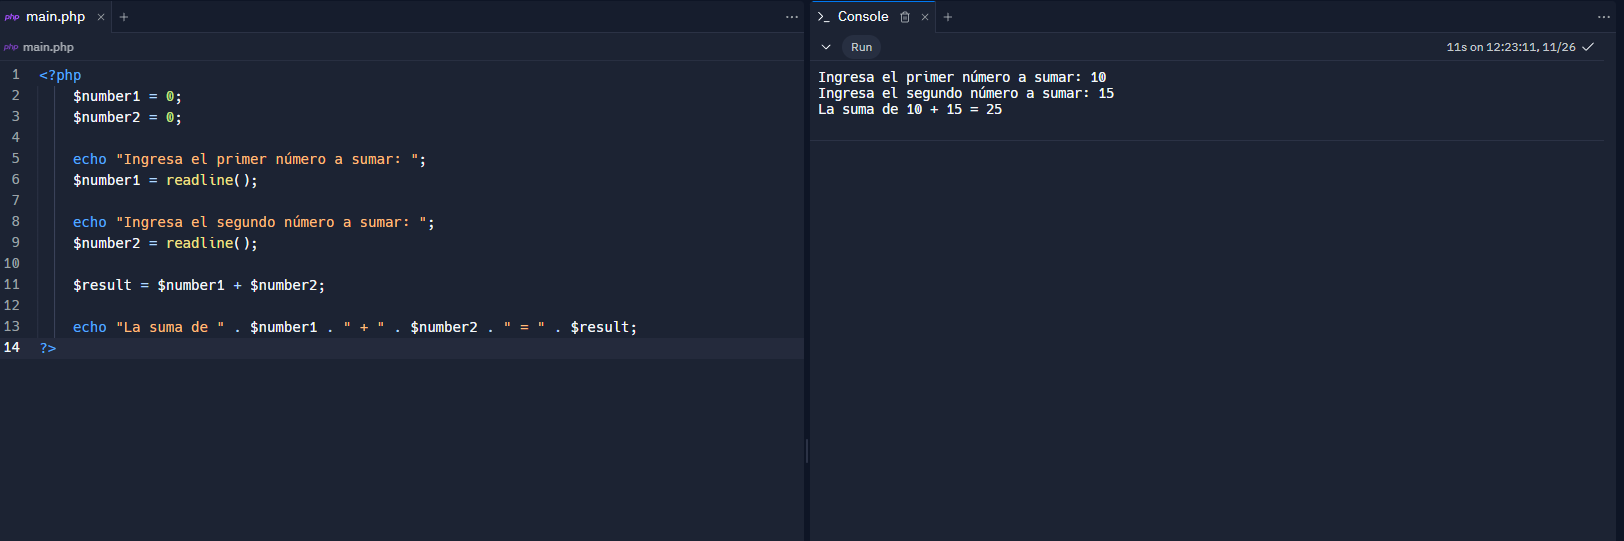 php main.php × +
php main.php
1 <?php
2 $number1 = 0;
3 $number2 = 0;
4
5 echo "Ingresa el primer número a sumar: ";
6 $number1 = readline();
7
8 echo "Ingresa el segundo número a sumar: ";
9 $number2 = readline();
10
11 $result = $number1 + $number2;
12
13 echo "La suma de " . $number1 . " + " . $number2 . " = " . $result;
14 ?>
Console × +
Run 11s on 12:23:11, 11/26
Ingresa el primer número a sumar: 10
Ingresa el segundo número a sumar: 15
La suma de 10 + 15 = 25